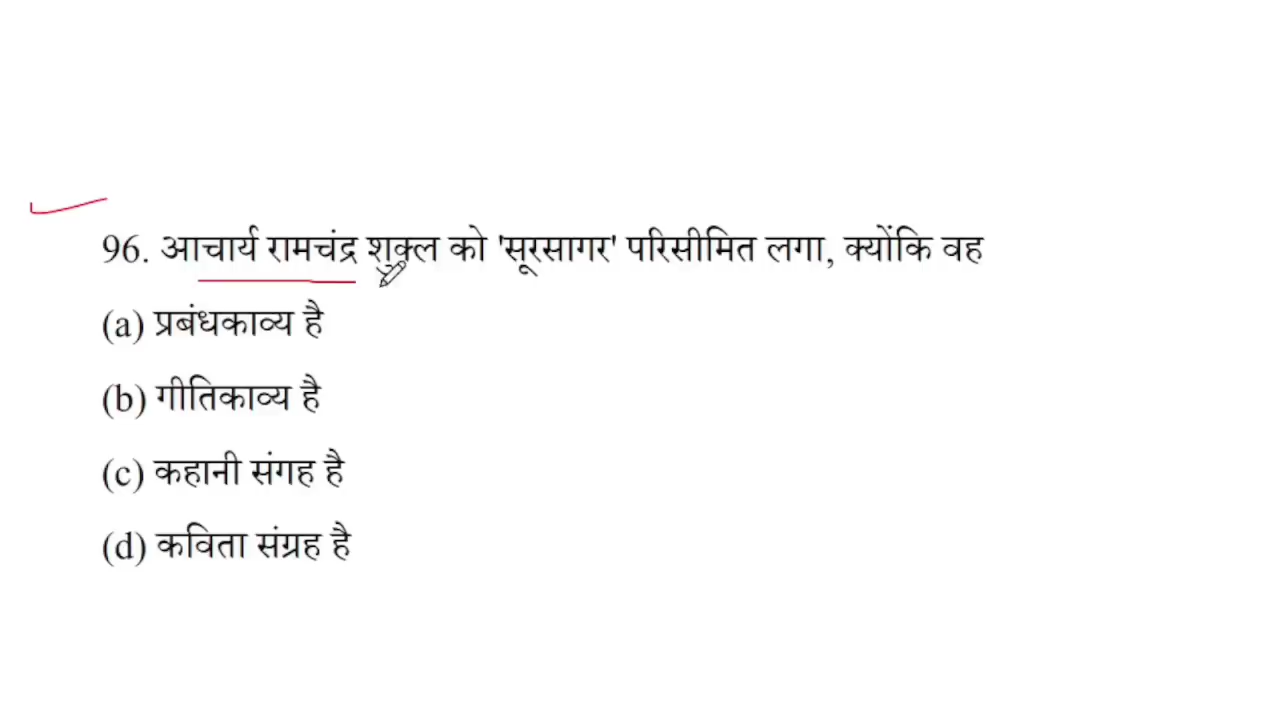 96. आचार्य रामचंद्र शुक्ल को 'सूरसागर' परिसीमित लगा, क्योंकि वह
(a) प्रबंधकाव्य है
(b) गीतिकाव्य है
(c) कहानी संगह है
(d) कविता संग्रह है